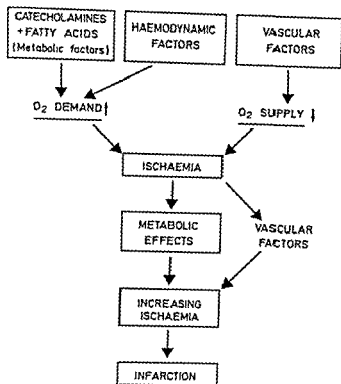 CATECHOLAMINES
+ FATTY ACIDS
(Metabolic factors)
HAEMODYNAMIC
FACTORS
VASCULAR
FACTORS
O₂ DEMAND↑
O₂ SUPPLY ↓
ISCHAEMIA
METABOLIC
EFFECTS
VASCULAR
FACTORS
INCREASING
ISCHAEMIA
INFARCTION